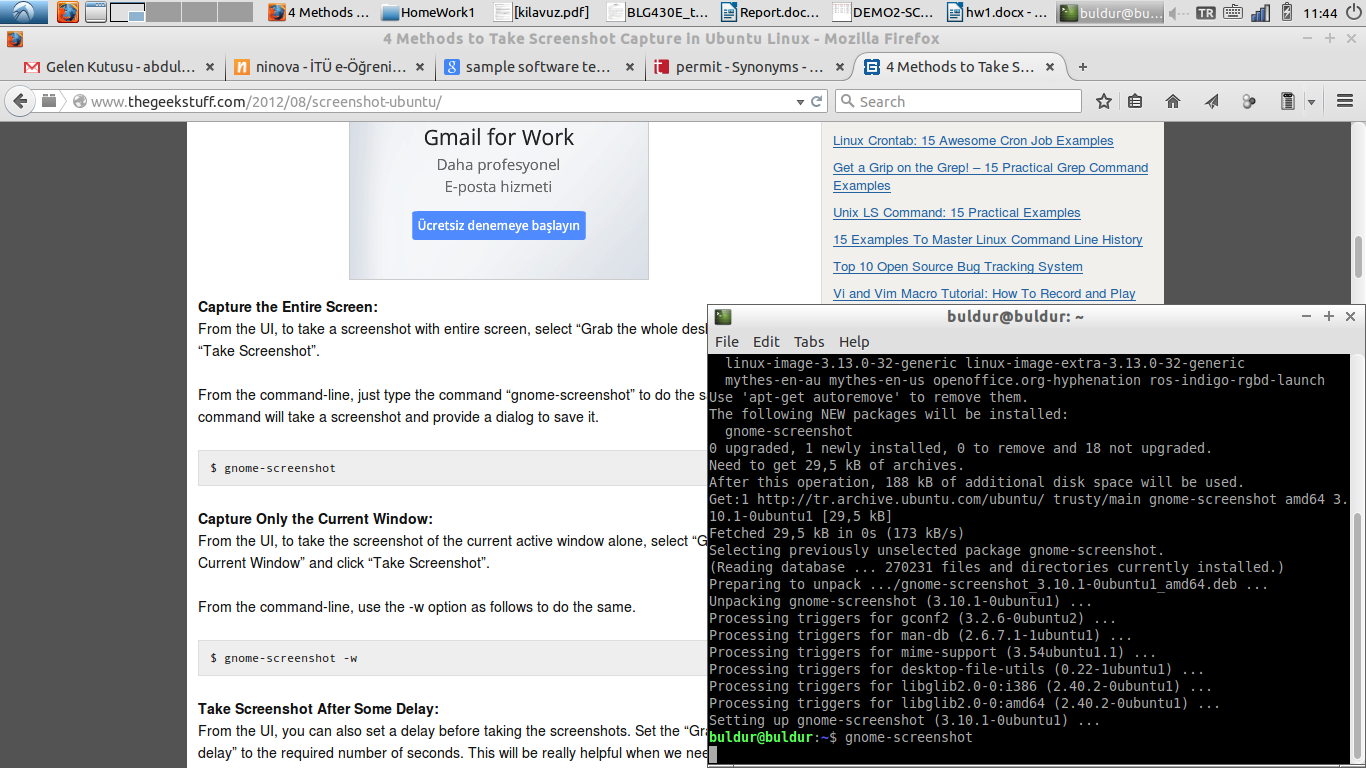 4 Methods ...
HomeWork1
[kilavuz.pdf]
BLG430E_t...
Report.doc...
DEMO2-SC...
hw1.docx - ...
buldur@bu...
TR
11:44
4 Methods to Take Screenshot Capture in Ubuntu Linux - Mozilla Firefox
Gelen Kutusu - abdul...
ninova - İTÜ e-Öğreni...
sample software te...
permit - Synonyms - ...
4 Methods to Take S...
www.thegeekstuff.com/2012/08/screenshot-ubuntu/
Search
Gmail for Work
Daha profesyonel
E-posta hizmeti
Ücretsiz denemeye başlayın
Linux Crontab: 15 Awesome Cron Job Examples
Get a Grip on the Grep! – 15 Practical Grep Command
Examples
Unix LS Command: 15 Practical Examples
15 Examples To Master Linux Command Line History
Top 10 Open Source Bug Tracking System
Vi and Vim Macro Tutorial: How To Record and Play
Capture the Entire Screen:
From the UI, to take a screenshot with entire screen, select “Grab the whole desk
“Take Screenshot”.
From the command-line, just type the command “gnome-screenshot” to do the s
command will take a screenshot and provide a dialog to save it.
$ gnome-screenshot
Capture Only the Current Window:
From the UI, to take the screenshot of the current active window alone, select “G
Current Window” and click “Take Screenshot”.
From the command-line, use the -w option as follows to do the same.
$ gnome-screenshot -w
Take Screenshot After Some Delay:
From the UI, you can also set a delay before taking the screenshots. Set the “Gra
delay” to the required number of seconds. This will be really helpful when we nee
buldur@buldur: ~
File Edit Tabs Help
linux-image-3.13.0-32-generic linux-image-extra-3.13.0-32-generic
mythes-en-au mythes-en-us openoffice.org-hyphenation ros-indigo-rgbd-launch
Use 'apt-get autoremove' to remove them.
The following NEW packages will be installed:
gnome-screenshot
0 upgraded, 1 newly installed, 0 to remove and 18 not upgraded.
Need to get 29,5 kB of archives.
After this operation, 188 kB of additional disk space will be used.
Get:1 http://tr.archive.ubuntu.com/ubuntu/ trusty/main gnome-screenshot amd64 3.
10.1-0ubuntu1 [29,5 kB]
Fetched 29,5 kB in 0s (173 kB/s)
Selecting previously unselected package gnome-screenshot.
(Reading database ... 270231 files and directories currently installed.)
Preparing to unpack .../gnome-screenshot_3.10.1-0ubuntu1_amd64.deb ...
Unpacking gnome-screenshot (3.10.1-0ubuntu1) ...
Processing triggers for gconf2 (3.2.6-0ubuntu2) ...
Processing triggers for man-db (2.6.7.1-1ubuntu1) ...
Processing triggers for mime-support (3.54ubuntu1.1) ...
Processing triggers for desktop-file-utils (0.22-1ubuntu1) ...
Processing triggers for libglib2.0-0:i386 (2.40.2-0ubuntu1) ...
Processing triggers for libglib2.0-0:amd64 (2.40.2-0ubuntu1) ...
Setting up gnome-screenshot (3.10.1-0ubuntu1) ...
buldur@buldur:~$ gnome-screenshot